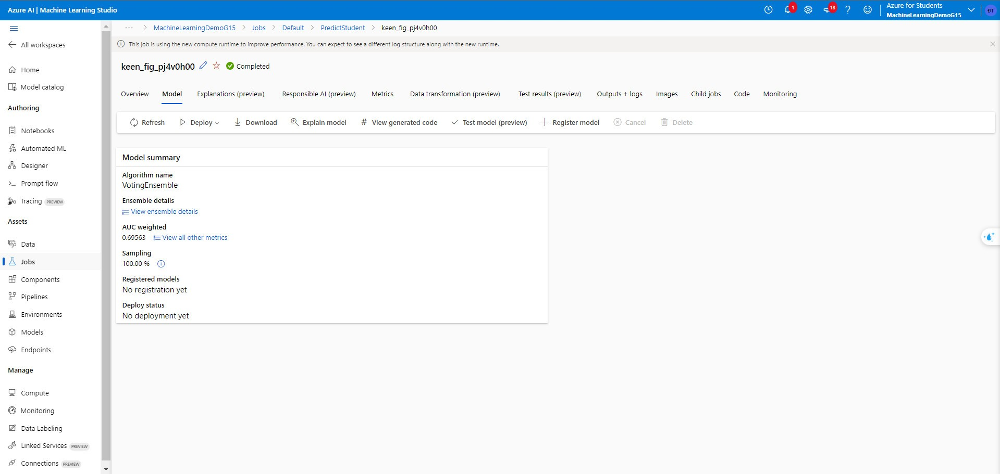 Azure AI | Machine Learning Studio
1
18
Azure for Students
MachineLearningDemoG15
ĐT
All workspaces
Home
Model catalog
Authoring
Notebooks
Automated ML
Designer
Prompt flow
Tracing PREVIEW
Assets
Data
Jobs
Components
Pipelines
Environments
Models
Endpoints
Manage
Compute
Monitoring
Data Labeling
Linked Services PREVIEW
Connections PREVIEW
··· > MachineLearningDemoG15 > Jobs > Default > PredictStudent > keen_fig_pj4v0h00
This job is using the new compute runtime to improve performance. You can expect to see a different log structure along with the new runtime.
keen_fig_pj4v0h00 Completed
Overview Model Explanations (preview) Responsible AI (preview) Metrics Data transformation (preview) Test results (preview) Outputs + logs Images Child jobs Code Monitoring
Refresh Deploy Download Explain model # View generated code Test model (preview) Register model Cancel Delete
Model summary
Algorithm name
VotingEnsemble
Ensemble details
View ensemble details
AUC weighted
0.69563 View all other metrics
Sampling
100.00 %
Registered models
No registration yet
Deploy status
No deployment yet